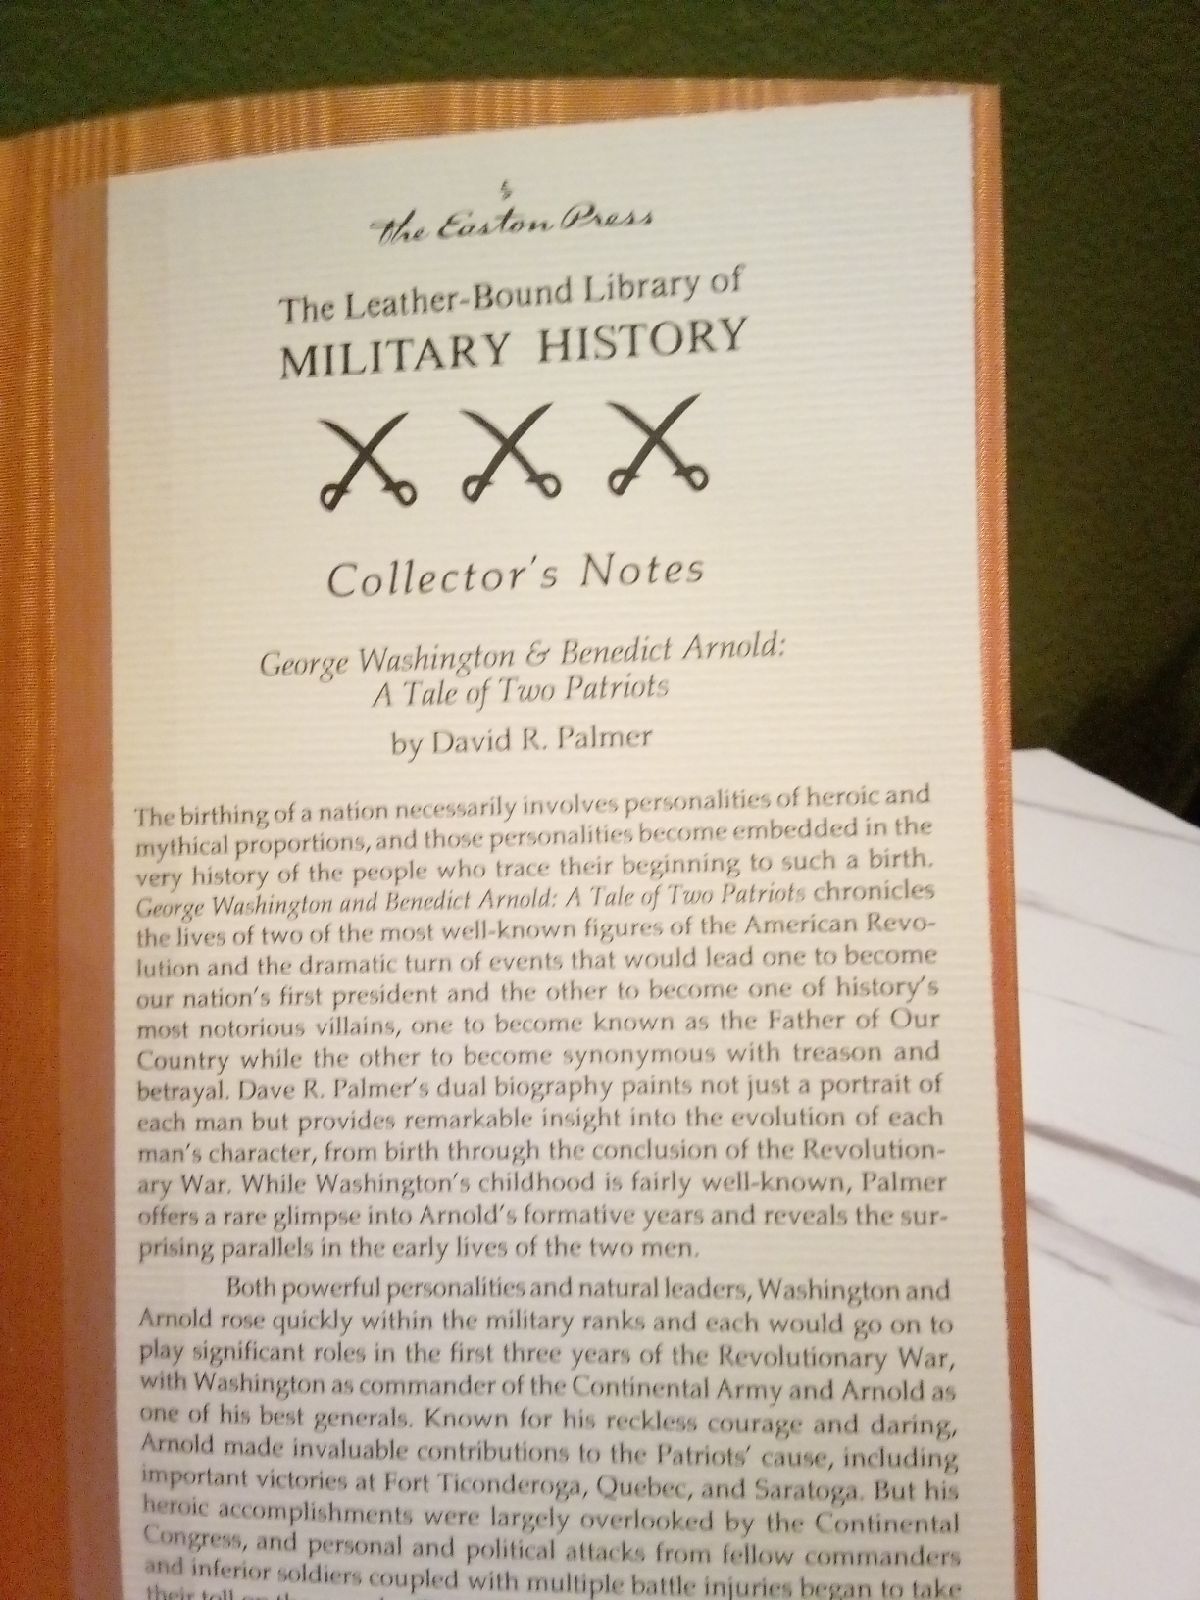 The Easton Press
The Leather-Bound Library of
MILITARY HISTORY
Collector's Notes
George Washington & Benedict Arnold:
A Tale of Two Patriots
by David R. Palmer
The birthing of a nation necessarily involves personalities of heroic and
mythical proportions, and those personalities become embedded in the
very history of the people who trace their beginning to such a birth.
George Washington and Benedict Arnold: A Tale of Two Patriots chronicles
the lives of two of the most well-known figures of the American Revo-
lution and the dramatic turn of events that would lead one to become
our nation's first president and the other to become one of history's
most notorious villains, one to become known as the Father of Our
Country while the other to become synonymous with treason and
betrayal. Dave R. Palmer's dual biography paints not just a portrait of
each man but provides remarkable insight into the evolution of each
man's character, from birth through the conclusion of the Revolution-
ary War. While Washington's childhood is fairly well-known, Palmer
offers a rare glimpse into Arnold's formative years and reveals the sur-
prising parallels in the early lives of the two men.
Both powerful personalities and natural leaders, Washington and
Arnold rose quickly within the military ranks and each would go on to
play significant roles in the first three years of the Revolutionary War,
with Washington as commander of the Continental Army and Arnold as
one of his best generals. Known for his reckless courage and daring,
Arnold made invaluable contributions to the Patriots' cause, including
important victories at Fort Ticonderoga, Quebec, and Saratoga. But his
heroic accomplishments were largely overlooked by the Continental
Congress, and personal and political attacks from fellow commanders
and inferior soldiers coupled with multiple battle injuries began to take
their toll on the